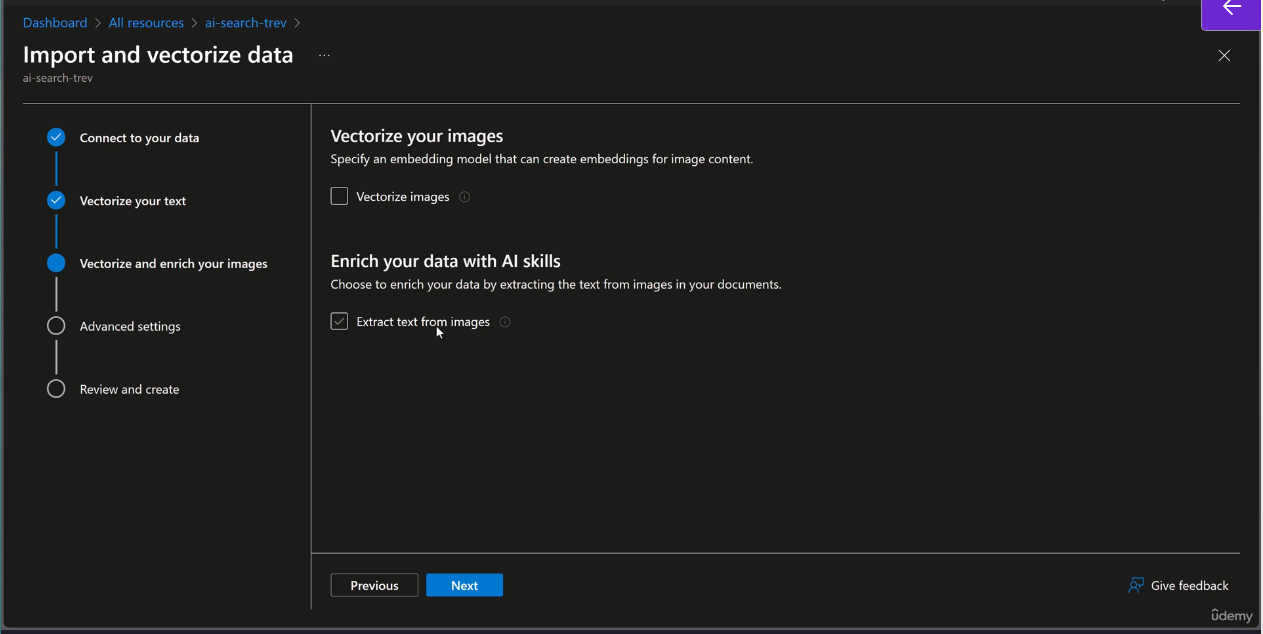 Dashboard > All resources > ai-search-trev >
Import and vectorize data ...
ai-search-trev
Connect to your data
Vectorize your text
Vectorize and enrich your images
Advanced settings
Review and create
Vectorize your images
Specify an embedding model that can create embeddings for image content.
Vectorize images
Enrich your data with AI skills
Choose to enrich your data by extracting the text from images in your documents.
Extract text from images
Previous
Next
Give feedback
ûdemy